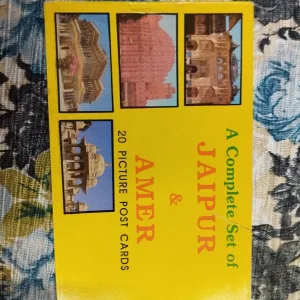 A Complete Set of
JAIPUR
&
AMER
20 PICTURE POST CARDS